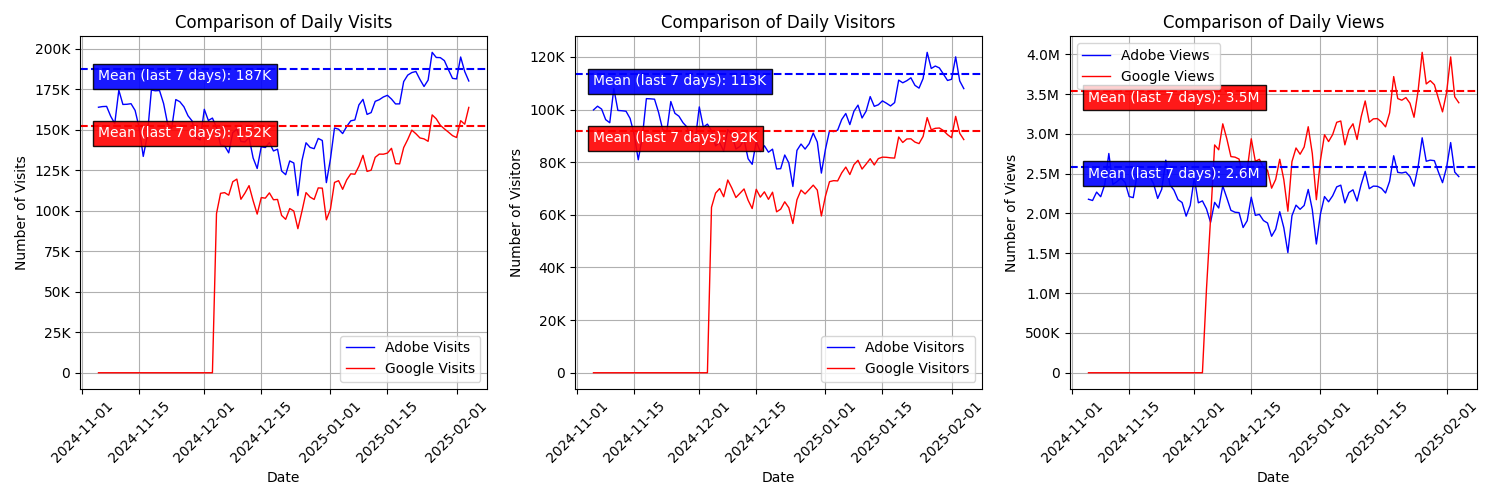 Comparison of Daily Visits
Number of Visits
200K
175K
150K
125K
100K
75K
50K
25K
0
Mean (last 7 days): 187K
Mean (last 7 days): 152K
Adobe Visits
Google Visits
2024-11-01
2024-11-15
2024-12-01
2024-12-15
2025-01-01
2025-01-15
2025-02-01
Date
Comparison of Daily Visitors
Number of Visitors
120K
100K
80K
60K
40K
20K
0
Mean (last 7 days): 113K
Mean (last 7 days): 92K
Adobe Visitors
Google Visitors
2024-11-01
2024-11-15
2024-12-01
2024-12-15
2025-01-01
2025-01-15
2025-02-01
Date
Comparison of Daily Views
Number of Views
4.0M
3.5M
3.0M
2.5M
2.0M
1.5M
1.0M
500K
0
Adobe Views
Google Views
Mean (last 7 days): 3.5M
Mean (last 7 days): 2.6M
2024-11-01
2024-11-15
2024-12-01
2024-12-15
2025-01-01
2025-01-15
2025-02-01
Date